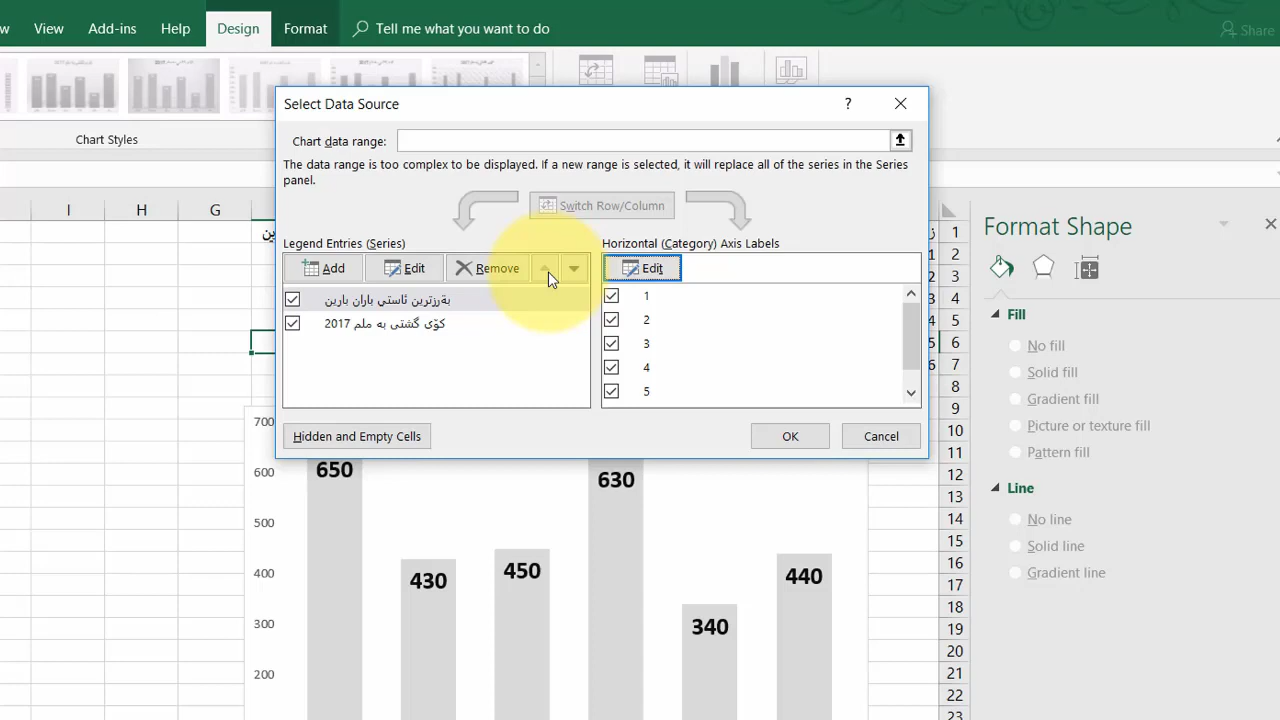 View Add-ins Help Design Format Tell me what you want to do
Share
Chart Styles
Select Data Source
?
Chart data range:
The data range is too complex to be displayed. If a new range is selected, it will replace all of the series in the Series
panel.
Switch Row/Column
Legend Entries (Series)
Horizontal (Category) Axis Labels
Add Edit Remove
Edit
بەرزترین ئاستی باران بارین
کۆی گشتی بە ملم 2017
1
2
3
4
5
Hidden and Empty Cells
OK Cancel
I H G
1
2
3
4
5
6
7
8
9
10
11
12
13
14
15
16
17
18
19
20
21
22
23
700
600
500
400
300
200
650
430
450
630
340
440
Format Shape
Fill
No fill
Solid fill
Gradient fill
Picture or texture fill
Pattern fill
Line
No line
Solid line
Gradient line